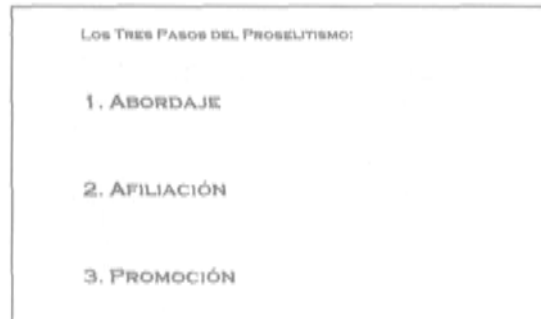 Los Tres Pasos del Proselitismo:
1. Abordaje
2. Afiliación
3. Promoción